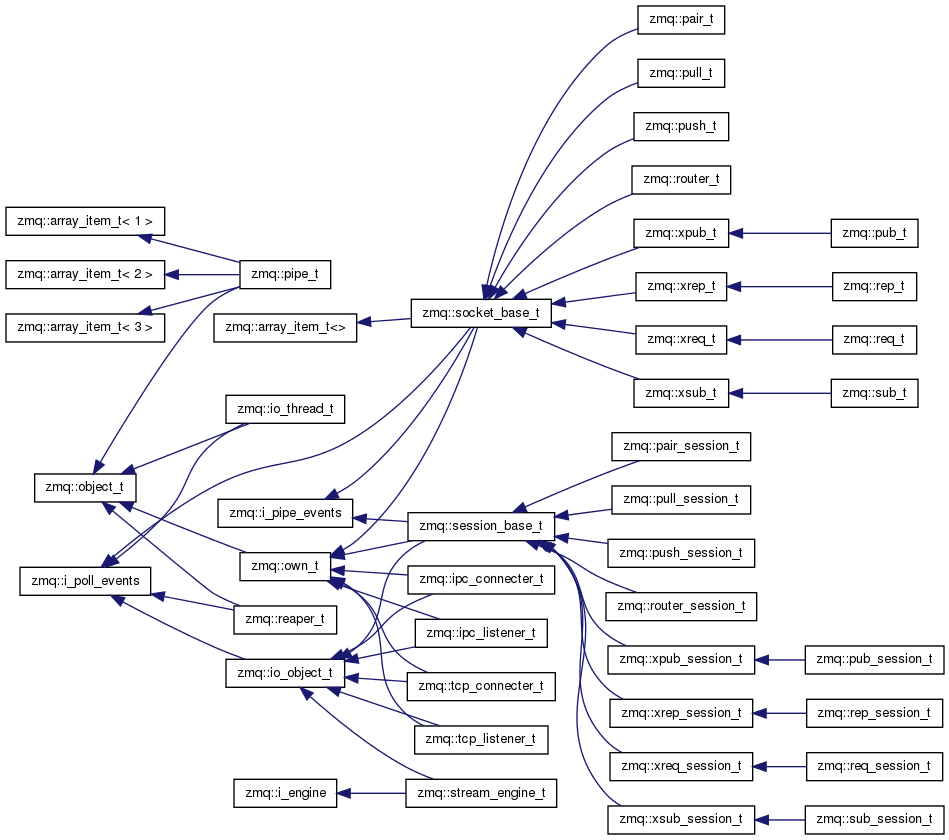 zmq::pair_t
zmq::pull_t
zmq::push_t
zmq::router_t
zmq::array_item_t< 1 >
zmq::xpub_t
zmq::pub_t
zmq::array_item_t< 2 >
zmq::pipe_t
zmq::xrep_t
zmq::rep_t
zmq::socket_base_t
zmq::array_item_t< 3 >
zmq::array_item_t<>
zmq::xreq_t
zmq::req_t
zmq::xsub_t
zmq::sub_t
zmq::io_thread_t
zmq::pair_session_t
zmq::object_t
zmq::pull_session_t
zmq::i_pipe_events
zmq::session_base_t
zmq::push_session_t
zmq::own_t
zmq::i_poll_events
zmq::ipc_connecter_t
zmq::router_session_t
zmq::reaper_t
zmq::ipc_listener_t
zmq::xpub_session_t
zmq::pub_session_t
zmq::io_object_t
zmq::tcp_connecter_t
zmq::xrep_session_t
zmq::rep_session_t
zmq::tcp_listener_t
zmq::xreq_session_t
zmq::req_session_t
zmq::i_engine
zmq::stream_engine_t
zmq::xsub_session_t
zmq::sub_session_t